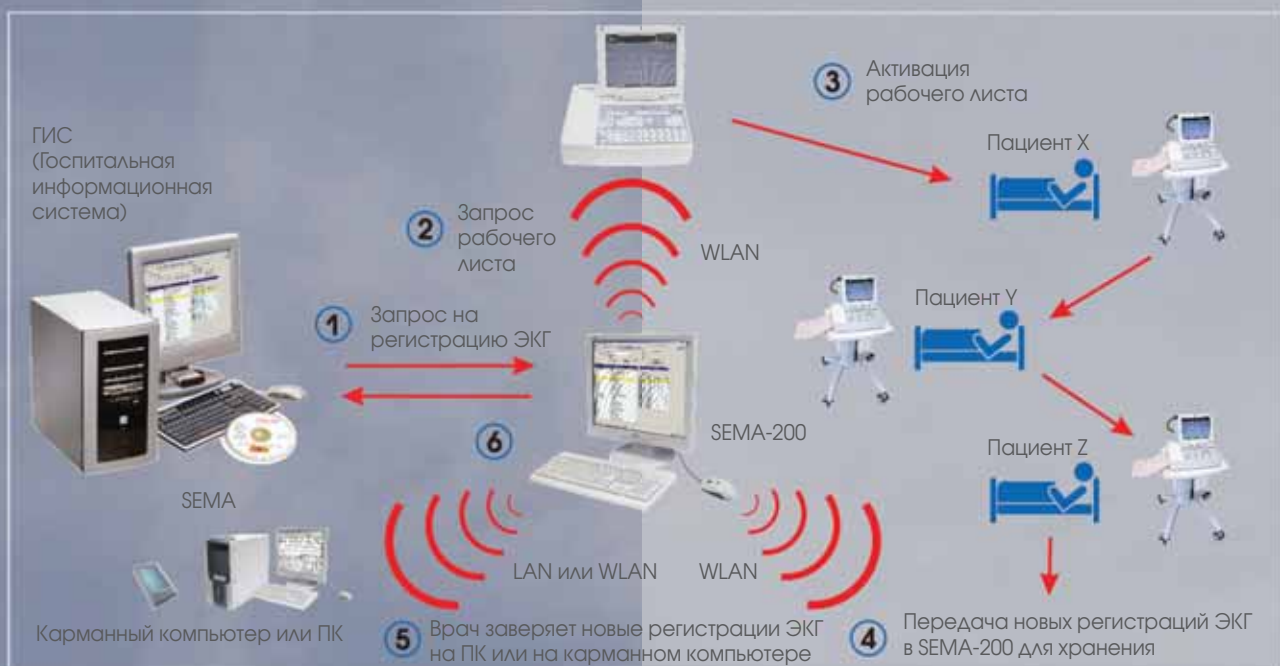 ГИС
(Госпитальная
информационная
система)
SEMA
1
Запрос на
регистрацию ЭКГ
2
Запрос
рабочего
листа
WLAN
3
Активация
рабочего листа
Пациент X
Пациент Y
Пациент Z
SEMA-200
4
Передача новых регистраций ЭКГ
в SEMA-200 для хранения
WLAN
LAN или WLAN
5
Врач заверяет новые регистрации ЭКГ
на ПК или на карманном компьютере
6
Карманный компьютер или ПК